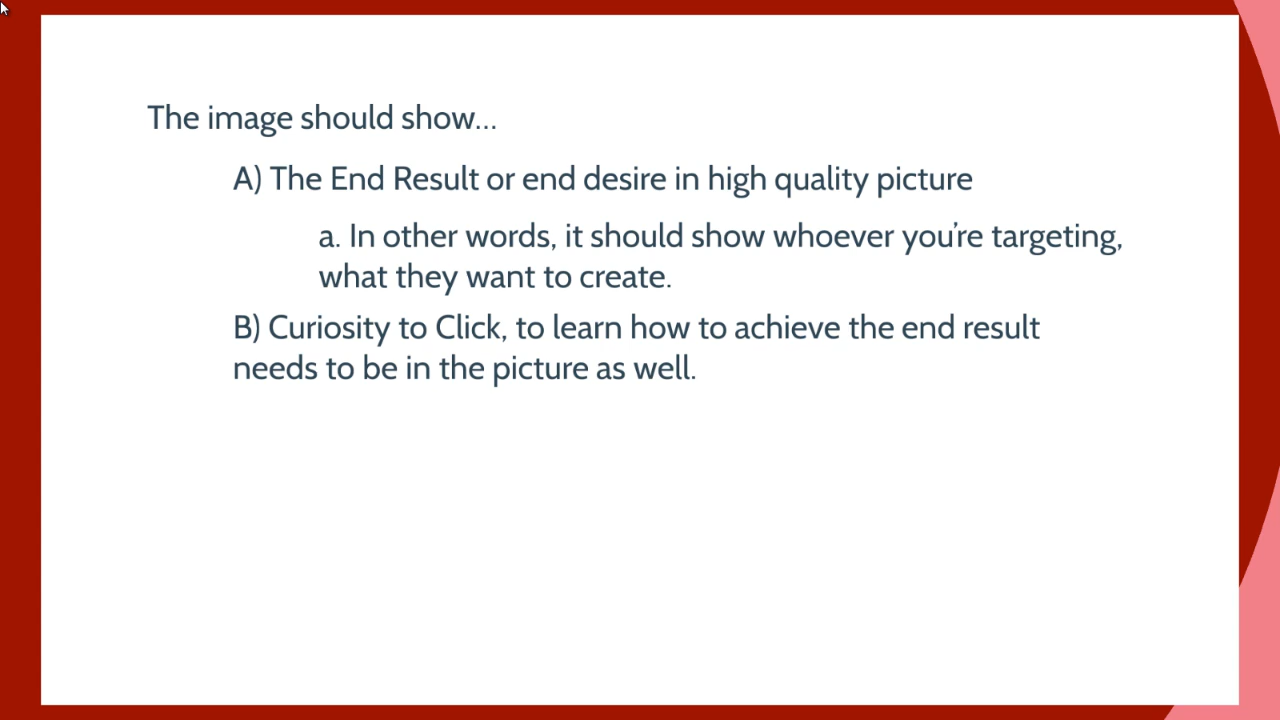 The image should show...
A) The End Result or end desire in high quality picture
a. In other words, it should show whoever you're targeting,
what they want to create.
B) Curiosity to Click, to learn how to achieve the end result
needs to be in the picture as well.